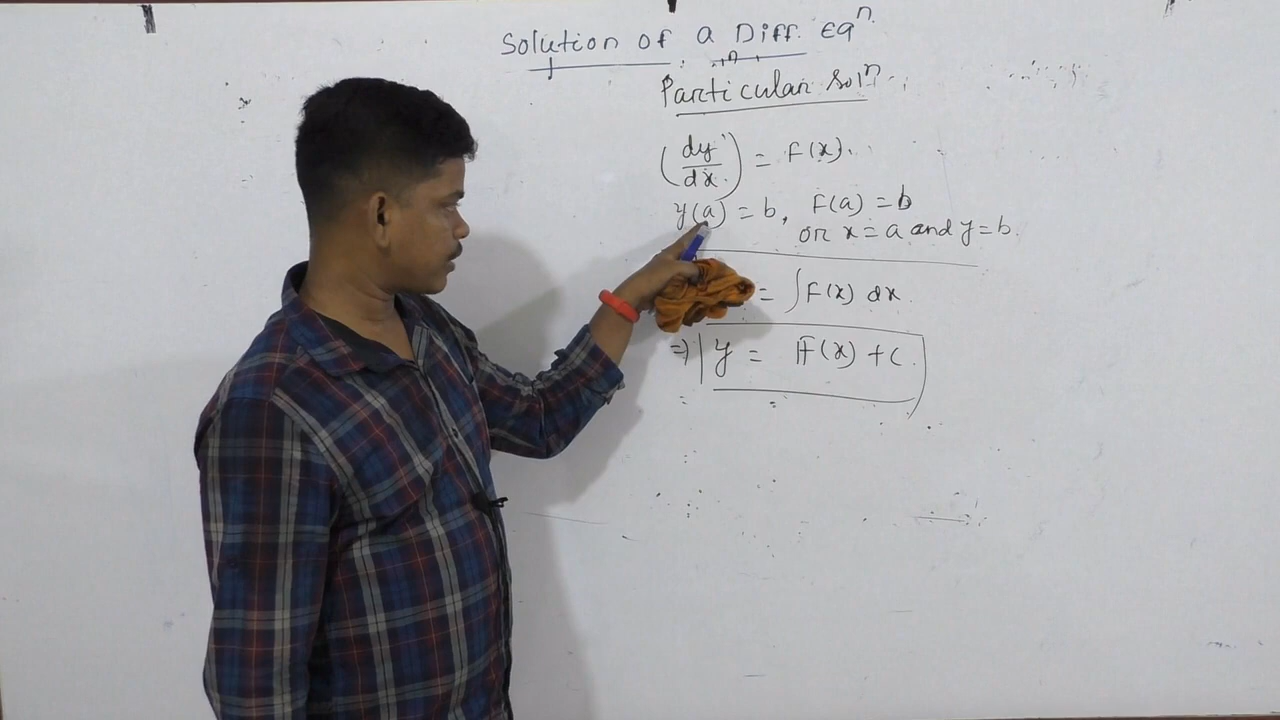 Solution of a Diff. Eqⁿ.
Particular Solⁿ.
(dy/dx) = f(x).
y(a) = b, f(a) = b
or x = a and y = b.
= ∫f(x) dx.
⇒ y = F(x) + c.